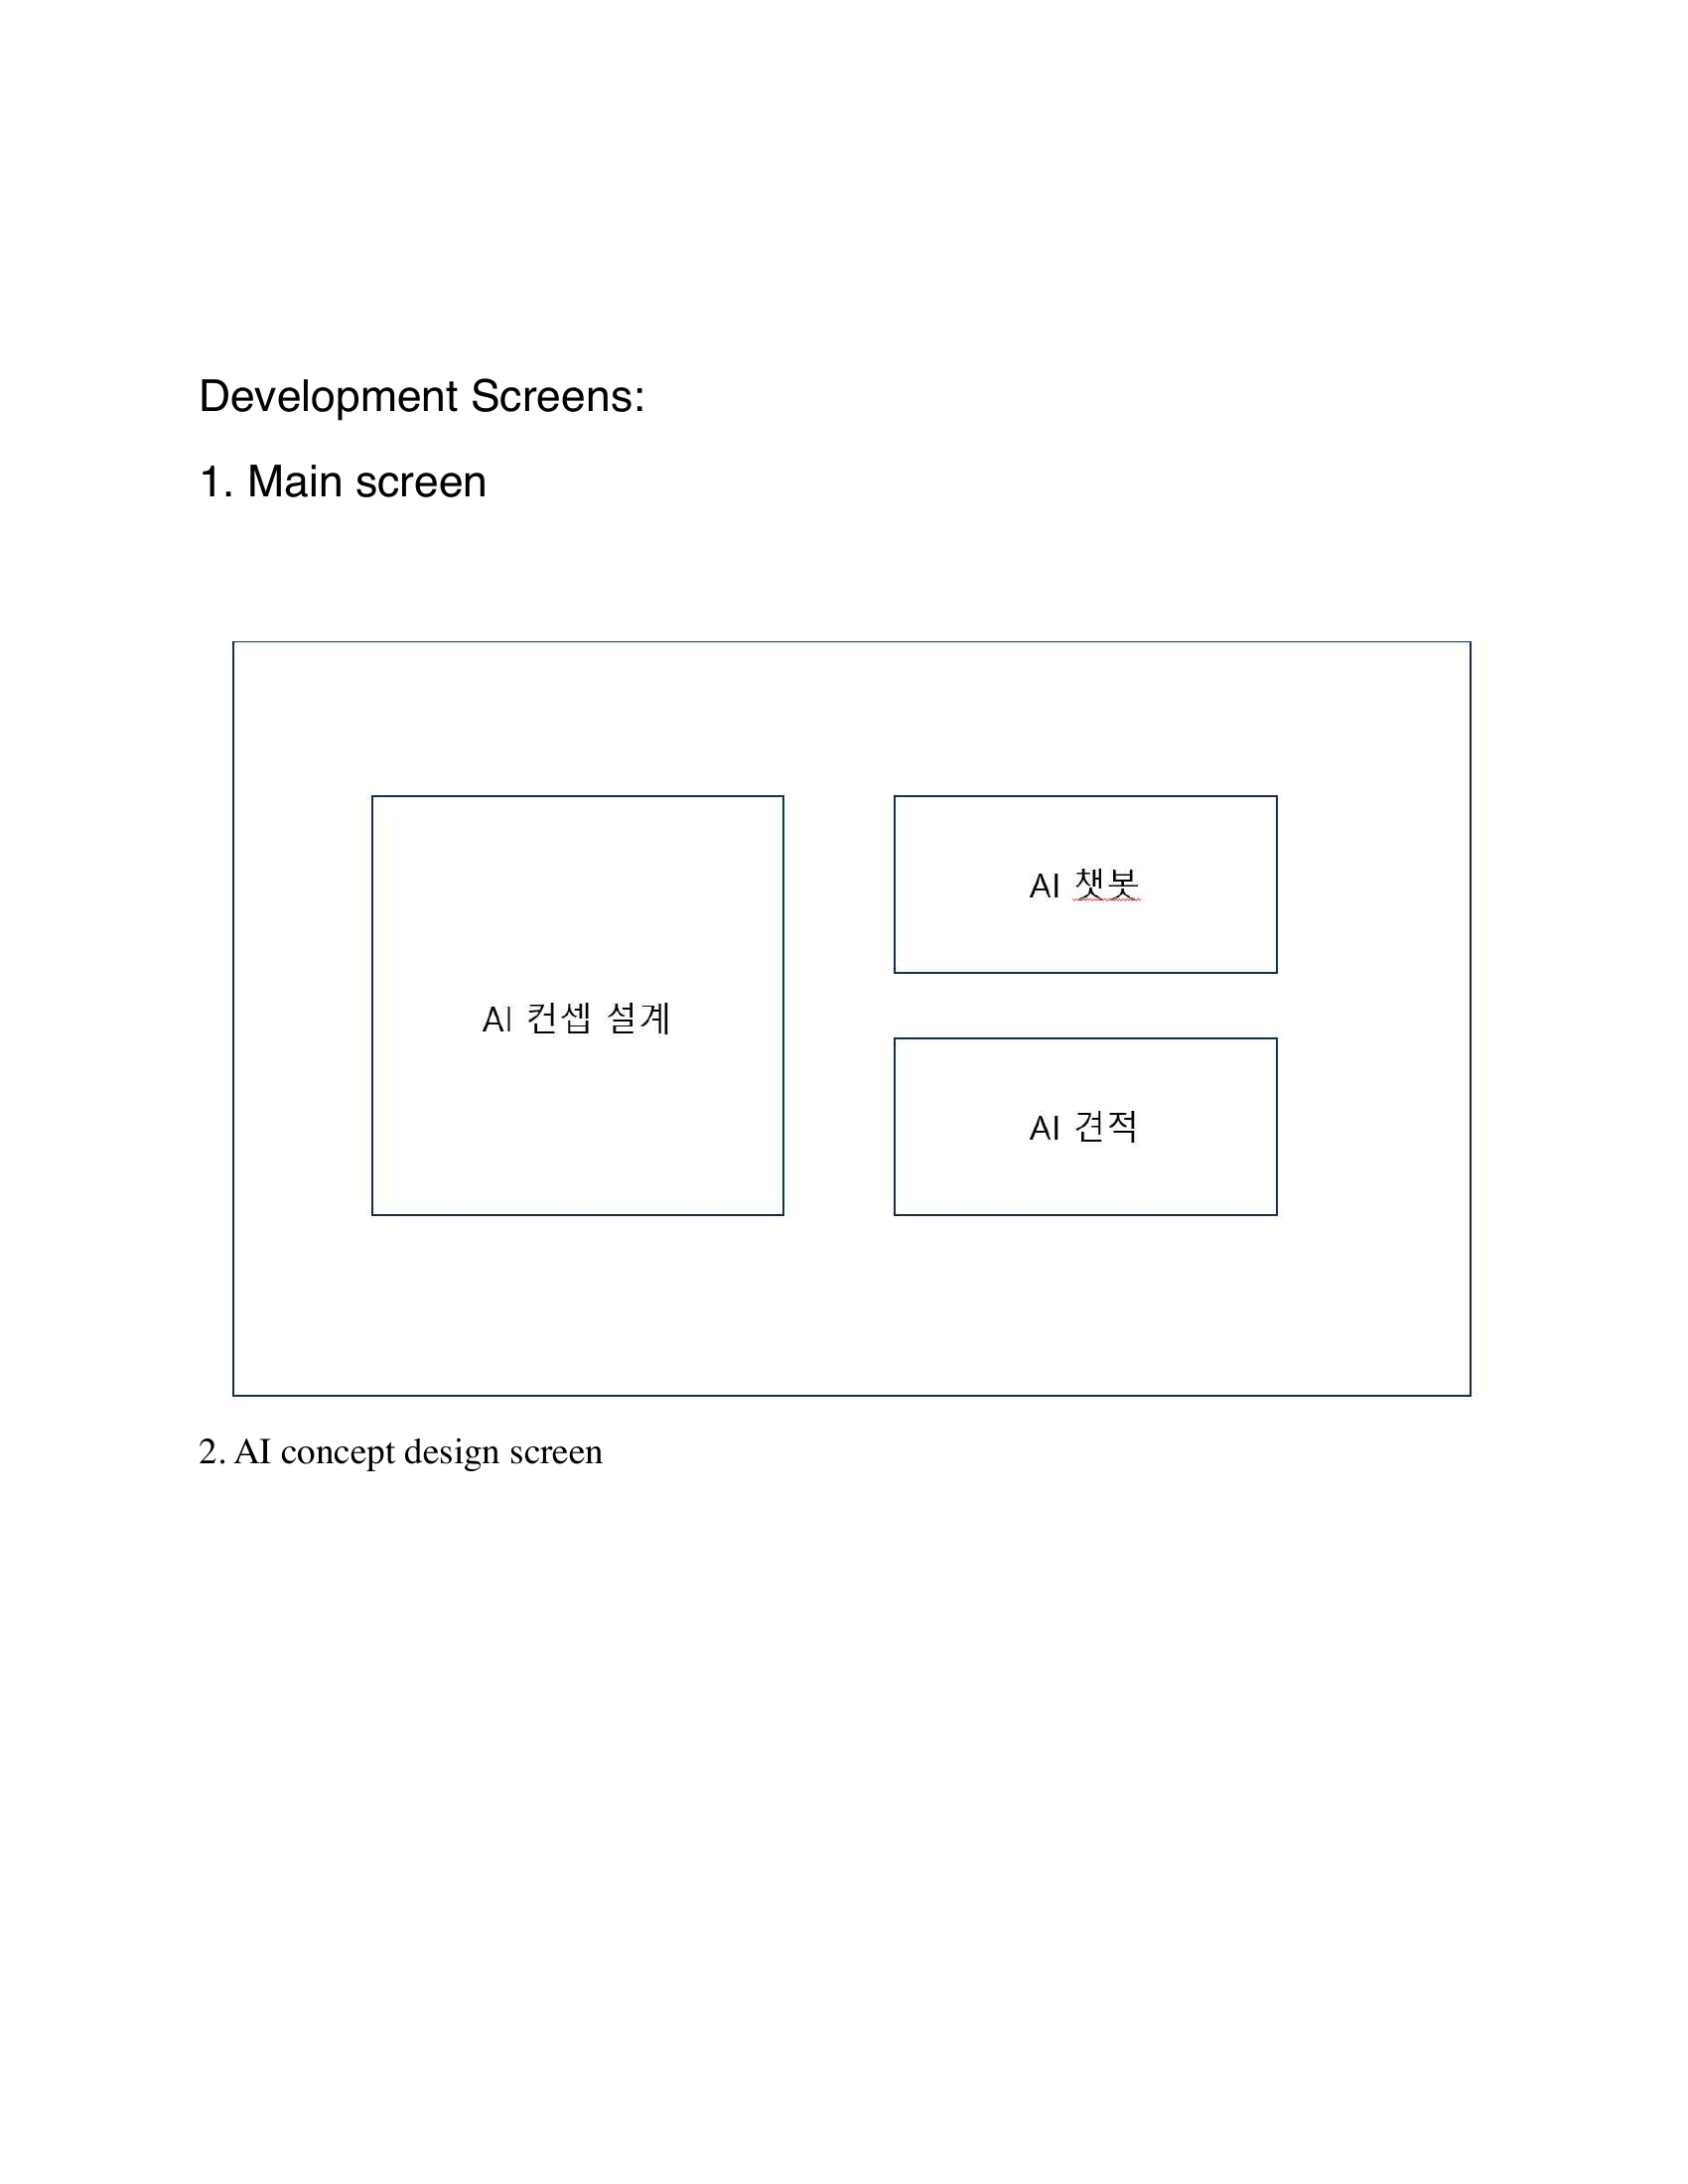 Development Screens:
1. Main screen
AI 컨셉 설계
AI 챗봇
AI 견적
2. AI concept design screen